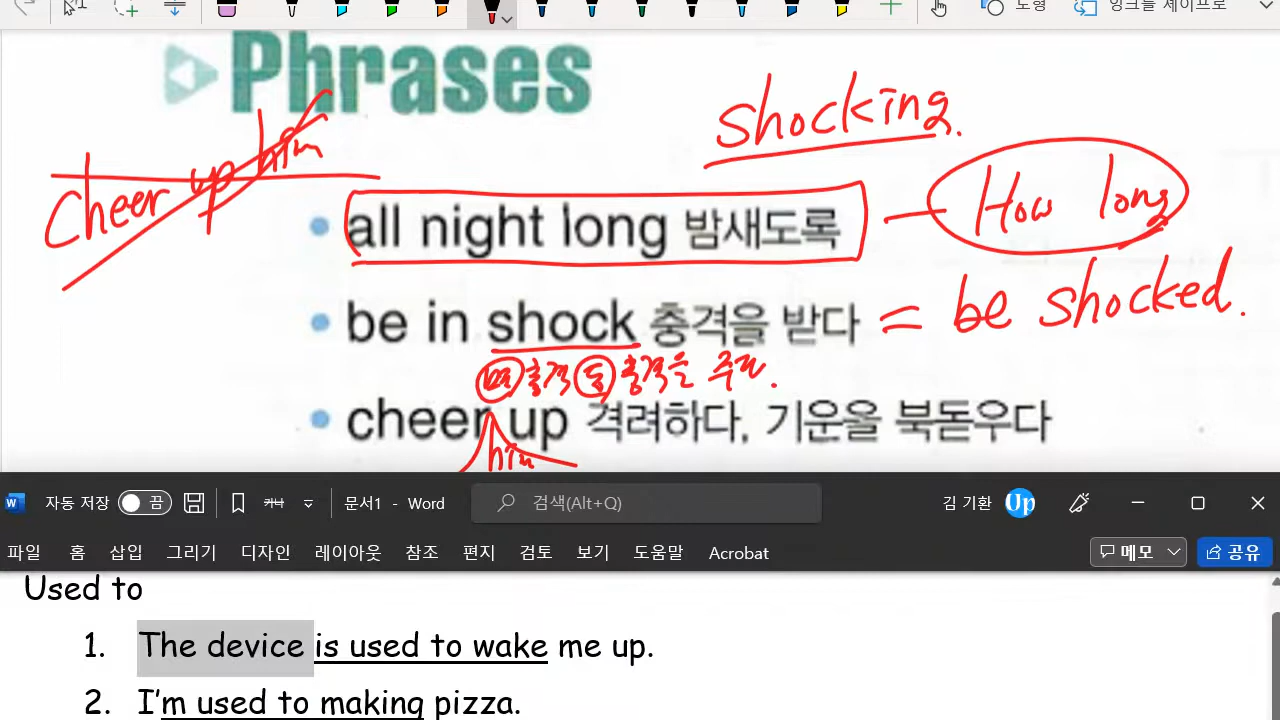 도형
잉크를 셰이프로
Phrases
shocking.
cheer up him
all night long 밤새도록
How long
be in shock 충격을 받다 = be shocked.
명 충격 동 충격을 주다.
cheer up 격려하다, 기운을 북돋우다
him
자동 저장 끔 문서1 - Word 검색(Alt+Q) 김 기환 Up
파일 홈 삽입 그리기 디자인 레이아웃 참조 편지 검토 보기 도움말 Acrobat 메모 공유
Used to
1. The device is used to wake me up.
2. I'm used to making pizza.